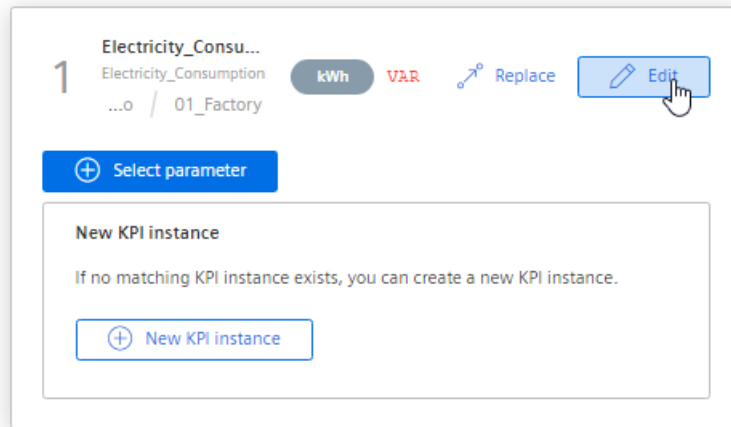 1
Electricity_Consu...
Electricity_Consumption
...o / 01_Factory
kWh
VAR
Replace
Edit
Select parameter
New KPI instance
If no matching KPI instance exists, you can create a new KPI instance.
New KPI instance